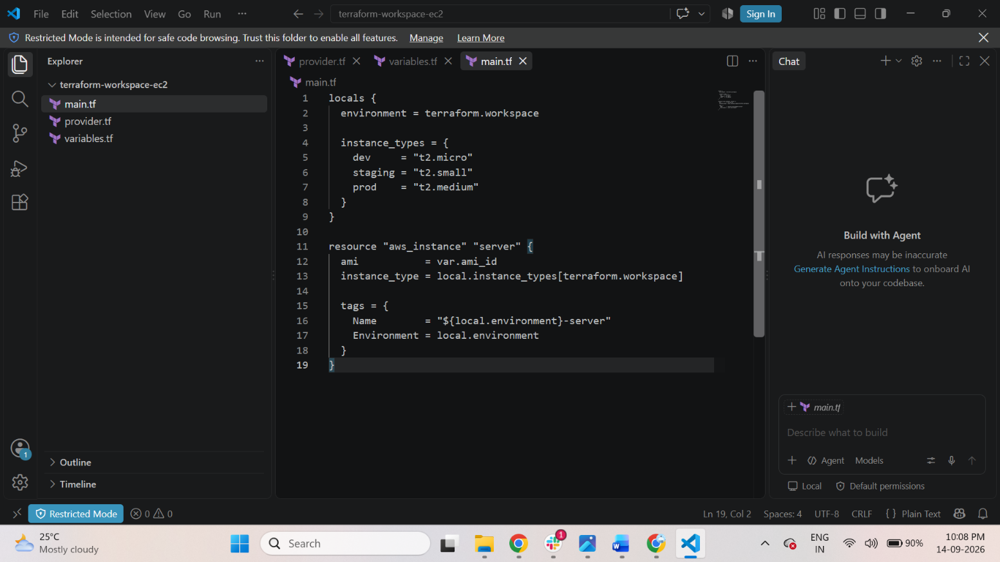 File Edit Selection View Go Run ··· terraform-workspace-ec2 Sign In
Restricted Mode is intended for safe code browsing. Trust this folder to enable all features. Manage Learn More
Explorer ···
terraform-workspace-ec2
main.tf
provider.tf
variables.tf
Outline
Timeline
provider.tf variables.tf main.tf ···
main.tf
1 locals {
2 environment = terraform.workspace
3
4 instance_types = {
5 dev = "t2.micro"
6 staging = "t2.small"
7 prod = "t2.medium"
8 }
9 }
10
11 resource "aws_instance" "server" {
12 ami = var.ami_id
13 instance_type = local.instance_types[terraform.workspace]
14
15 tags = {
16 Name = "${local.environment}-server"
17 Environment = local.environment
18 }
19 }
Chat ···
Build with Agent
AI responses may be inaccurate
Generate Agent Instructions to onboard AI
onto your codebase.
main.tf
Describe what to build
Agent Models
Local Default permissions
1
Restricted Mode 0 0 Ln 19, Col 2 Spaces: 4 UTF-8 CRLF {} Plain Text
25°C
Mostly cloudy
Search
1
ENG
IN
90%
10:08 PM
14-09-2026